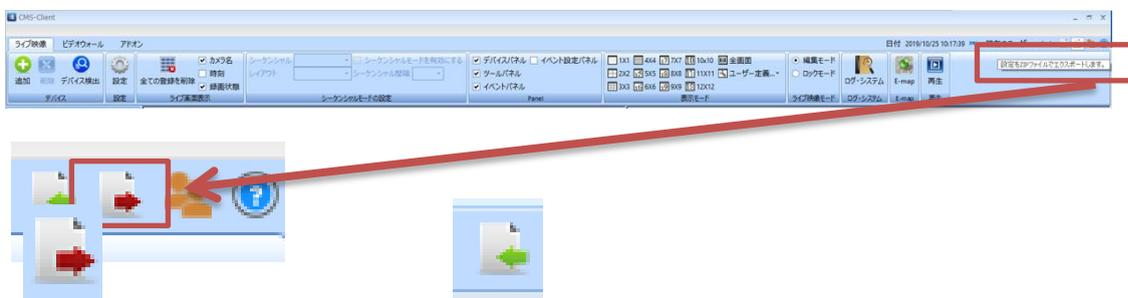 CMS-Client
ライブ映像 ビデオウォール アドオン
日付 2019/10/25 10:17:39
設定をZIPファイルでエクスポートします。
追加 削除 デバイス検出
デバイス
設定
設定
全ての登録を削除
カメラ名
時刻
録画状態
ライブ画面表示
シーケンシャル
レイアウト
シーケンシャルモードを有効にする
シーケンシャル間隔
シーケンシャルモードの設定
デバイスパネル イベント設定パネル
ツールパネル
イベントパネル
Panel
1X1 4X4 7X7 10x10 全画面
2X2 5X5 8X8 11X11 ユーザー定義...
3X3 6X6 9X9 12X12
表示モード
編集モード
ロックモード
ライブ映像モード
ログ・システム
ログ・システム
E-map
E-map
再生
再生